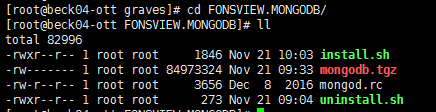 [root@beck04-ott graves]# cd FONSVIEW.MONGODB/
[root@beck04-ott FONSVIEW.MONGODB]# ll
total 82996
-rwxr--r-- 1 root root     1846 Nov 21 10:03 install.sh
-rwx------ 1 root root 84973324 Nov 21 09:33 mongodb.tgz
-rw-r--r-- 1 root root     3656 Dec  8  2016 mongod.rc
-rwxr--r-- 1 root root      273 Nov 21 09:04 uninstall.sh